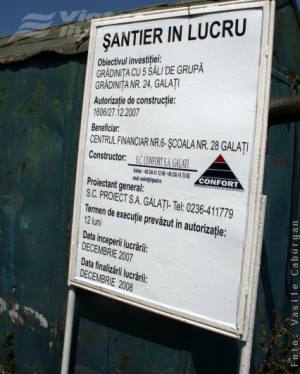 ŞANTIER IN LUCRU
Obiectivul investiţiei:
GRĂDINIŢA CU 5 SĂLI DE GRUPĂ
GRĂDINIŢA NR. 24, GALAŢI
Autorizaţie de construcţie:
1606/27.12.2007
Beneficiar:
CENTRUL FINANCIAR NR.6- ŞCOALA NR. 28 GALAŢI
Constructor:
S.C. CONFORT S.A. GALAŢI
CONFORT
Proiectant general:
S.C. PROIECT S.A. GALAŢI- Tel: 0236-411779
Termen de execuţie prevăzut in autorizaţie:
12 luni
Data inceperii lucrării:
DECEMBRIE 2007
Data finalizării lucrării:
DECEMBRIE 2008
Foto: Vasile Caburgan